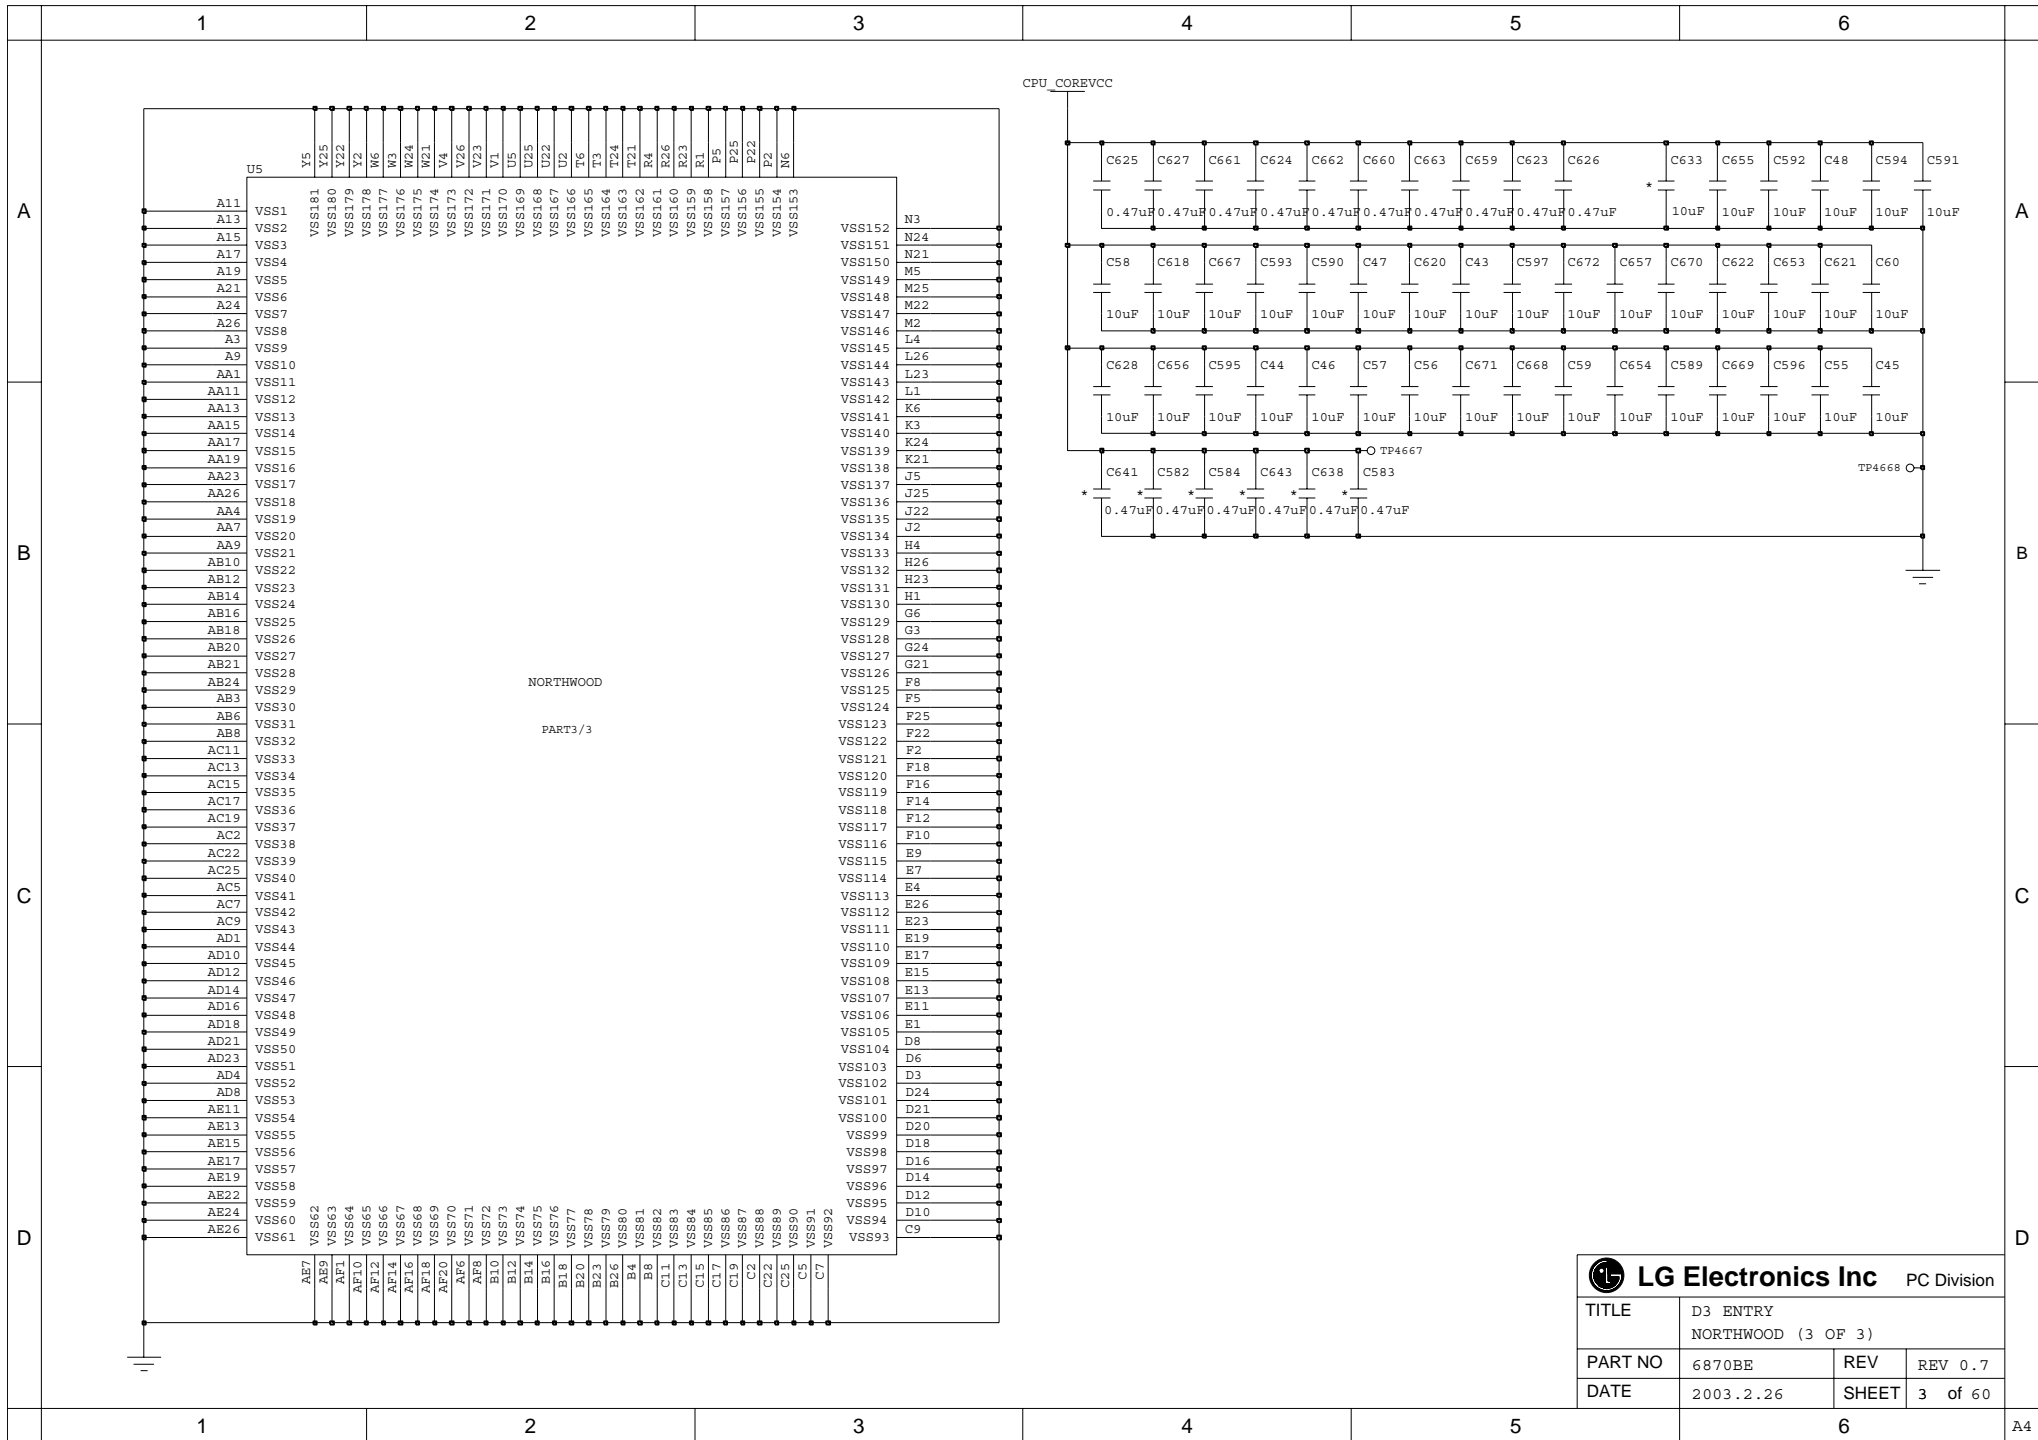 1 2 3 4 5 6
A
B
C
D
U5
Y5 Y25 Y22 Y2 W6 W3 W24 W21 V4 V26 V23 V1 U5 U25 U22 U2 T6 T3 T24 T21 R4 R26 R23 R1 P5 P25 P22 P2 N6
VSS181 VSS180 VSS179 VSS178 VSS177 VSS176 VSS175 VSS174 VSS173 VSS172 VSS171 VSS170 VSS169 VSS168 VSS167 VSS166 VSS165 VSS164 VSS163 VSS162 VSS161 VSS160 VSS159 VSS158 VSS157 VSS156 VSS155 VSS154 VSS153
A11 VSS1
A13 VSS2
A15 VSS3
A17 VSS4
A19 VSS5
A21 VSS6
A24 VSS7
A26 VSS8
A3 VSS9
A9 VSS10
AA1 VSS11
AA11 VSS12
AA13 VSS13
AA15 VSS14
AA17 VSS15
AA19 VSS16
AA23 VSS17
AA26 VSS18
AA4 VSS19
AA7 VSS20
AA9 VSS21
AB10 VSS22
AB12 VSS23
AB14 VSS24
AB16 VSS25
AB18 VSS26
AB20 VSS27
AB21 VSS28
AB24 VSS29
AB3 VSS30
AB6 VSS31
AB8 VSS32
AC11 VSS33
AC13 VSS34
AC15 VSS35
AC17 VSS36
AC19 VSS37
AC2 VSS38
AC22 VSS39
AC25 VSS40
AC5 VSS41
AC7 VSS42
AC9 VSS43
AD1 VSS44
AD10 VSS45
AD12 VSS46
AD14 VSS47
AD16 VSS48
AD18 VSS49
AD21 VSS50
AD23 VSS51
AD4 VSS52
AD8 VSS53
AE11 VSS54
AE13 VSS55
AE15 VSS56
AE17 VSS57
AE19 VSS58
AE22 VSS59
AE24 VSS60
AE26 VSS61
NORTHWOOD
PART3/3
VSS152 N3
VSS151 N24
VSS150 N21
VSS149 M5
VSS148 M25
VSS147 M22
VSS146 M2
VSS145 L4
VSS144 L26
VSS143 L23
VSS142 L1
VSS141 K6
VSS140 K3
VSS139 K24
VSS138 K21
VSS137 J5
VSS136 J25
VSS135 J22
VSS134 J2
VSS133 H4
VSS132 H26
VSS131 H23
VSS130 H1
VSS129 G6
VSS128 G3
VSS127 G24
VSS126 G21
VSS125 F8
VSS124 F5
VSS123 F25
VSS122 F22
VSS121 F2
VSS120 F18
VSS119 F16
VSS118 F14
VSS117 F12
VSS116 F10
VSS115 E9
VSS114 E7
VSS113 E4
VSS112 E26
VSS111 E23
VSS110 E19
VSS109 E17
VSS108 E15
VSS107 E13
VSS106 E11
VSS105 E1
VSS104 D8
VSS103 D6
VSS102 D3
VSS101 D24
VSS100 D21
VSS99 D20
VSS98 D18
VSS97 D16
VSS96 D14
VSS95 D12
VSS94 D10
VSS93 C9
VSS62 VSS63 VSS64 VSS65 VSS66 VSS67 VSS68 VSS69 VSS70 VSS71 VSS72 VSS73 VSS74 VSS75 VSS76 VSS77 VSS78 VSS79 VSS80 VSS81 VSS82 VSS83 VSS84 VSS85 VSS86 VSS87 VSS88 VSS89 VSS90 VSS91 VSS92
AE7 AE9 AF1 AF10 AF12 AF14 AF16 AF18 AF20 AF6 AF8 B10 B12 B14 B16 B18 B20 B23 B26 B4 B8 C11 C13 C15 C17 C19 C2 C22 C25 C5 C7
CPU_COREVCC
C625 C627 C661 C624 C662 C660 C663 C659 C623 C626 C633 C655 C592 C48 C594 C591
*
0.47uF 0.47uF 0.47uF 0.47uF 0.47uF 0.47uF 0.47uF 0.47uF 0.47uF 0.47uF 10uF 10uF 10uF 10uF 10uF 10uF
C58 C618 C667 C593 C590 C47 C620 C43 C597 C672 C657 C670 C622 C653 C621 C60
10uF 10uF 10uF 10uF 10uF 10uF 10uF 10uF 10uF 10uF 10uF 10uF 10uF 10uF 10uF 10uF
C628 C656 C595 C44 C46 C57 C56 C671 C668 C59 C654 C589 C669 C596 C55 C45
10uF 10uF 10uF 10uF 10uF 10uF 10uF 10uF 10uF 10uF 10uF 10uF 10uF 10uF 10uF 10uF
TP4667
TP4668
C641 C582 C584 C643 C638 C583
* * * * * *
0.47uF 0.47uF 0.47uF 0.47uF 0.47uF 0.47uF
A
B
C
D
LG Electronics Inc PC Division
TITLE D3 ENTRY
NORTHWOOD (3 OF 3)
PART NO 6870BE REV REV 0.7
DATE 2003.2.26 SHEET 3 of 60
1 2 3 4 5 6 A4